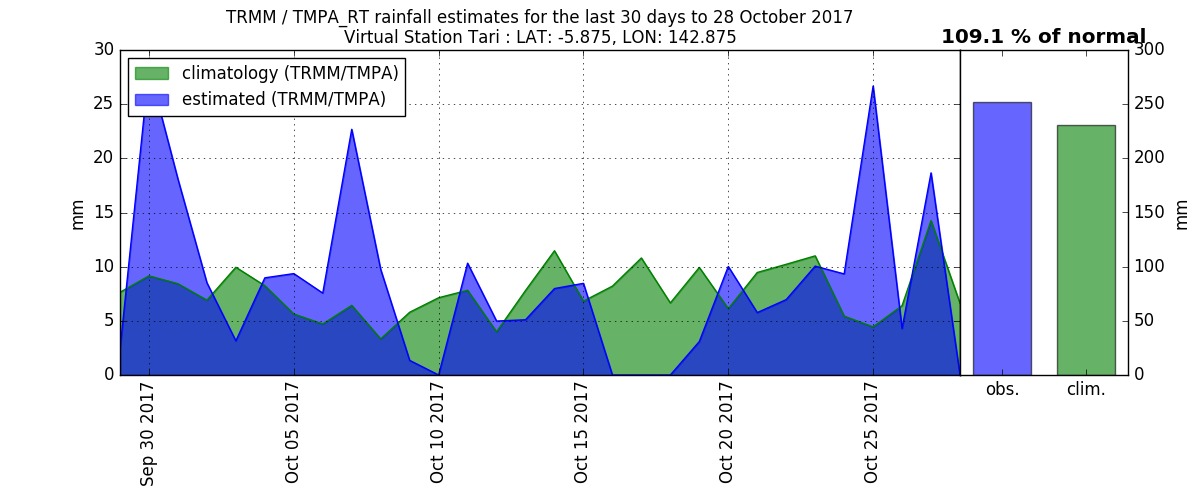 TRMM / TMPA_RT rainfall estimates for the last 30 days to 28 October 2017
Virtual Station Tari : LAT: -5.875, LON: 142.875
109.1 % of normal
climatology (TRMM/TMPA)
estimated (TRMM/TMPA)
mm
30
25
20
15
10
5
0
Sep 30 2017
Oct 05 2017
Oct 10 2017
Oct 15 2017
Oct 20 2017
Oct 25 2017
300
250
200
150
100
50
0
mm
obs.
clim.